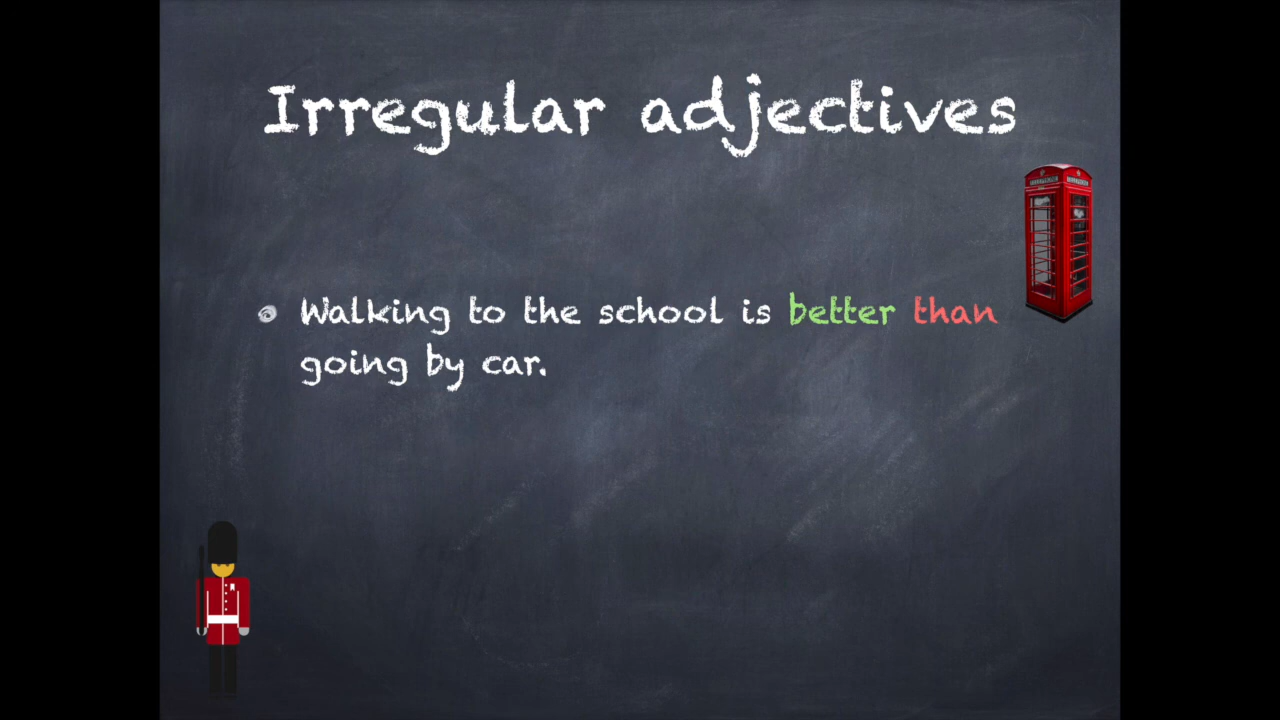 Irregular adjectives
Walking to the school is better than
going by car.